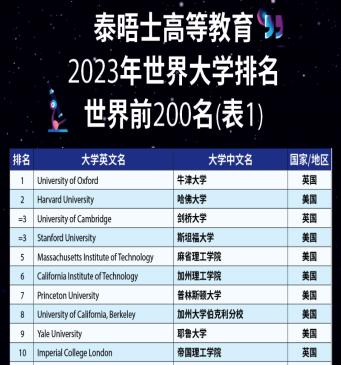 泰晤士高等教育
2023年世界大学排名
世界前200名(表1)
排名 大学英文名 大学中文名 国家/地区
1 University of Oxford 牛津大学 英国
2 Harvard University 哈佛大学 美国
=3 University of Cambridge 剑桥大学 英国
=3 Stanford University 斯坦福大学 美国
5 Massachusetts Institute of Technology 麻省理工学院 美国
6 California Institute of Technology 加州理工学院 美国
7 Princeton University 普林斯顿大学 美国
8 University of California, Berkeley 加州大学伯克利分校 美国
9 Yale University 耶鲁大学 美国
10 Imperial College London 帝国理工学院 英国